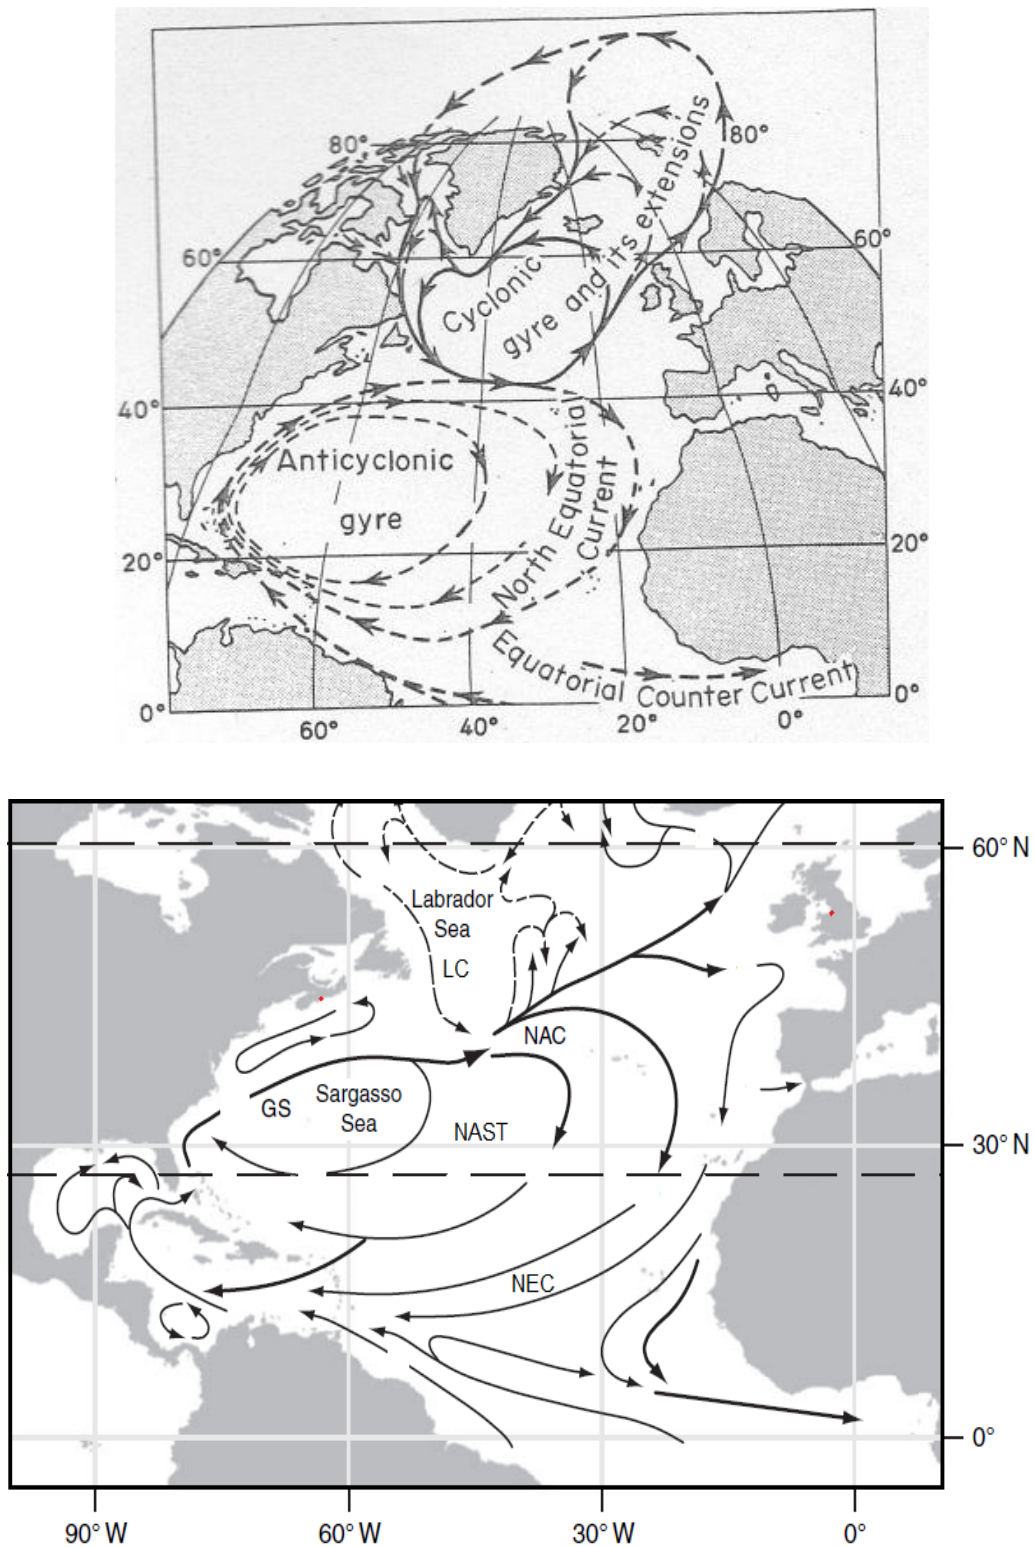 80°
80°
60°
60°
Cyclonic
gyre and its extensions
40°
40°
Anticyclonic
gyre
North Equatorial
Current
20°
20°
Equatorial Counter Current
0°
0°
60°
40°
20°
0°
60° N
Labrador
Sea
LC
NAC
GS
Sargasso
Sea
NAST
30° N
NEC
0°
90° W
60° W
30° W
0°